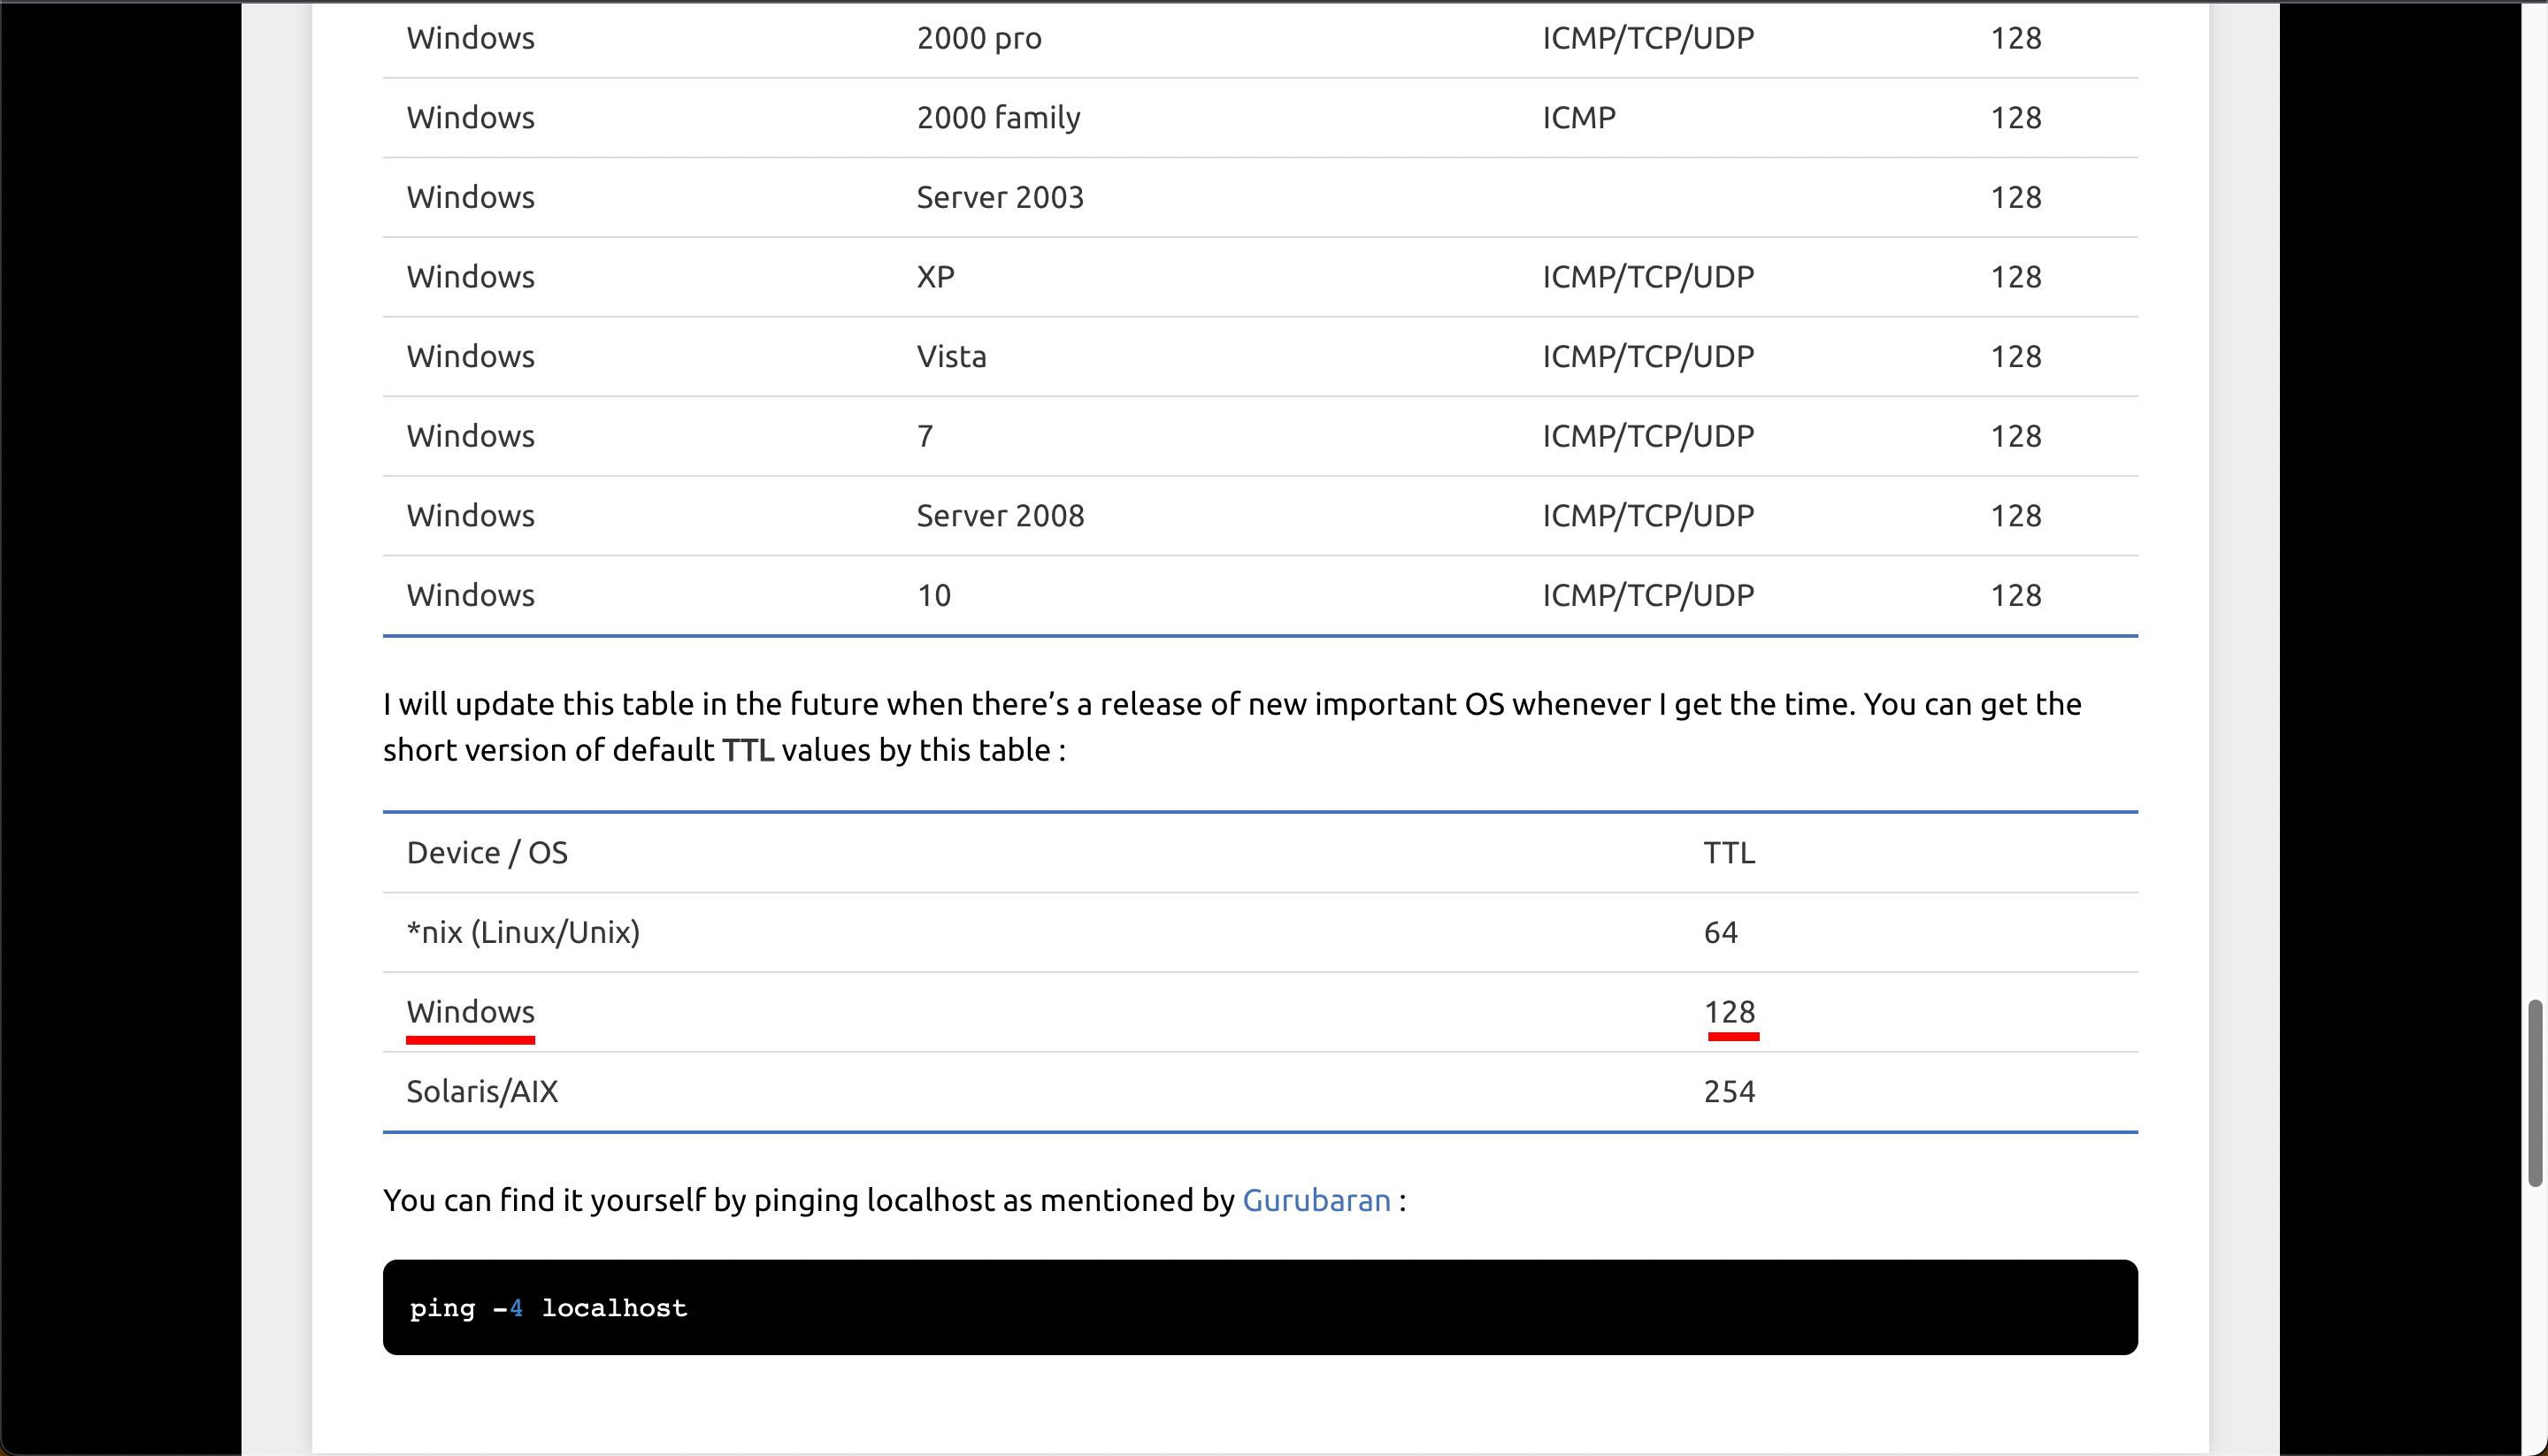 Windows 2000 pro ICMP/TCP/UDP 128
Windows 2000 family ICMP 128
Windows Server 2003 128
Windows XP ICMP/TCP/UDP 128
Windows Vista ICMP/TCP/UDP 128
Windows 7 ICMP/TCP/UDP 128
Windows Server 2008 ICMP/TCP/UDP 128
Windows 10 ICMP/TCP/UDP 128
I will update this table in the future when there’s a release of new important OS whenever I get the time. You can get the
short version of default TTL values by this table :
Device / OS TTL
*nix (Linux/Unix) 64
Windows 128
Solaris/AIX 254
You can find it yourself by pinging localhost as mentioned by Gurubaran :
ping -4 localhost